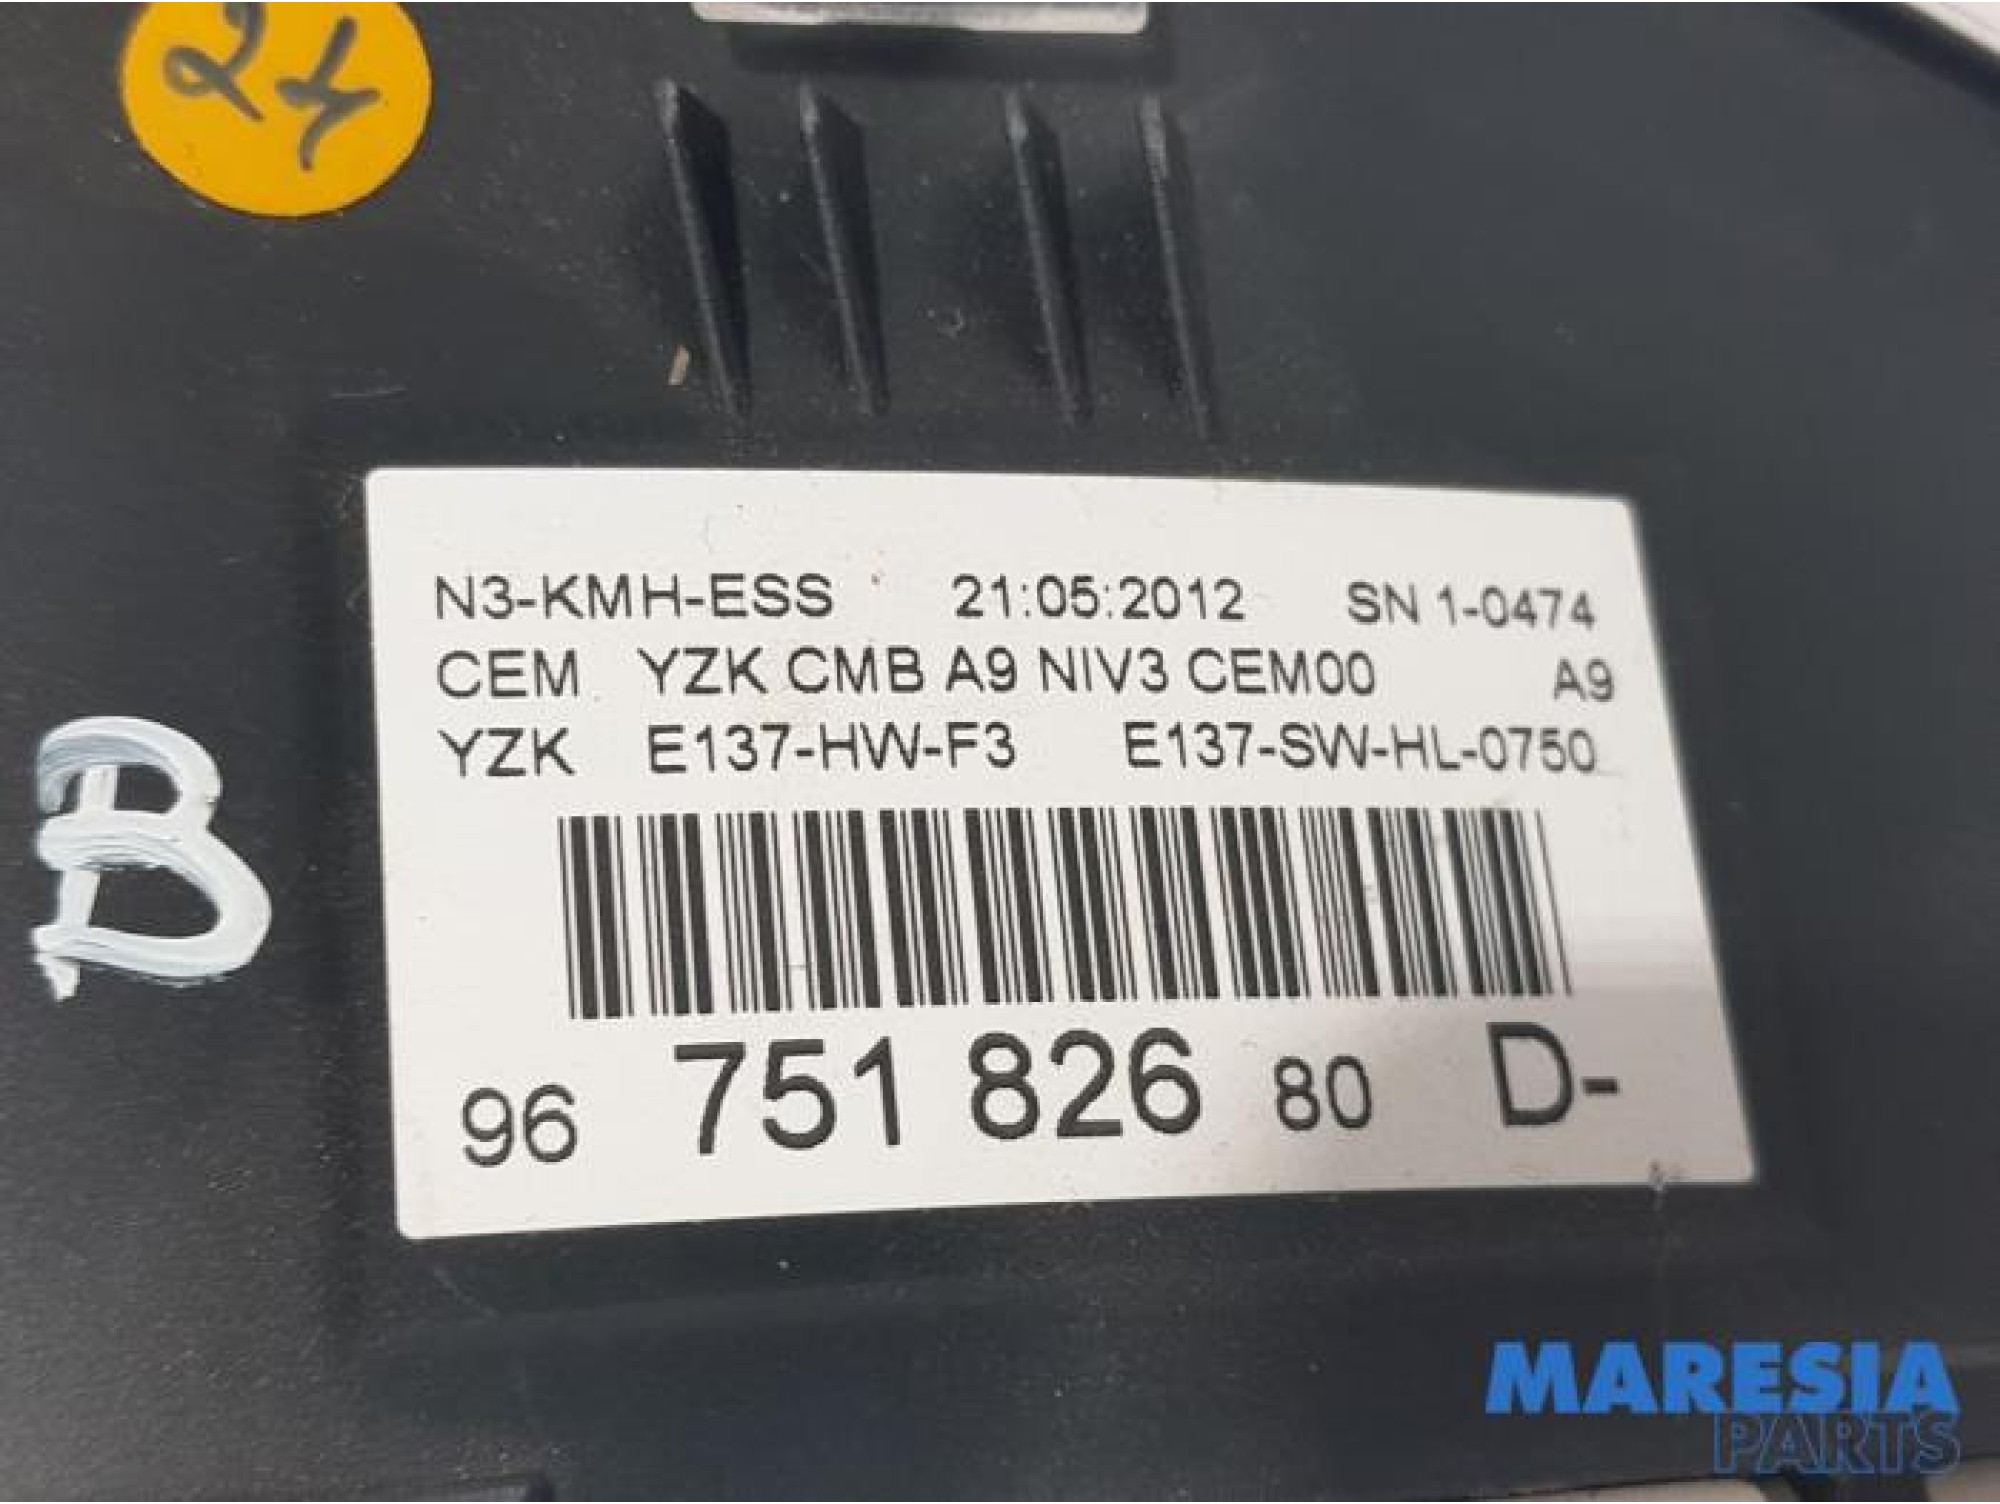 24
N3-KMH-ESS 21:05:2012 SN 1-0474
CEM YZK CMB A9 NIV3 CEM00 A9
YZK E137-HW-F3 E137-SW-HL-0750
B
96 751 826 80 D-
MARESIA
PARTS